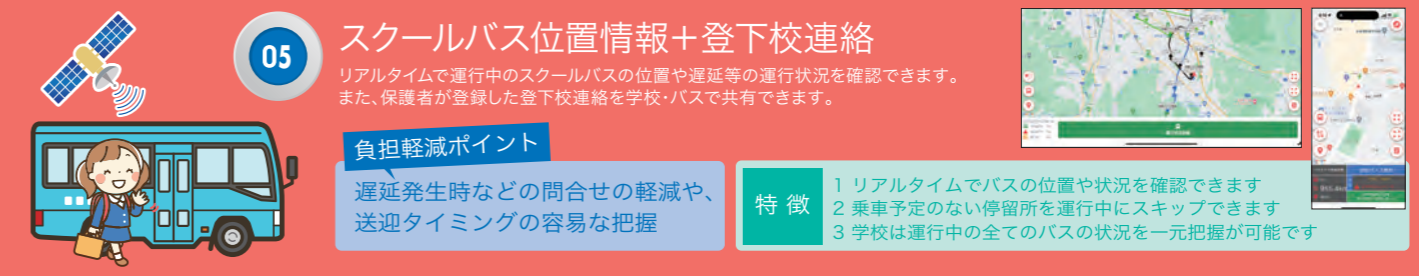 05
スクールバス位置情報＋登下校連絡
リアルタイムで運行中のスクールバスの位置や遅延等の運行状況を確認できます。
また、保護者が登録した登下校連絡を学校・バスで共有できます。
負担軽減ポイント
遅延発生時などの問合せの軽減や、
送迎タイミングの容易な把握
特徴
1 リアルタイムでバスの位置や状況を確認できます
2 乗車予定のない停留所を運行中にスキップできます
3 学校は運行中の全てのバスの状況を一元把握が可能です